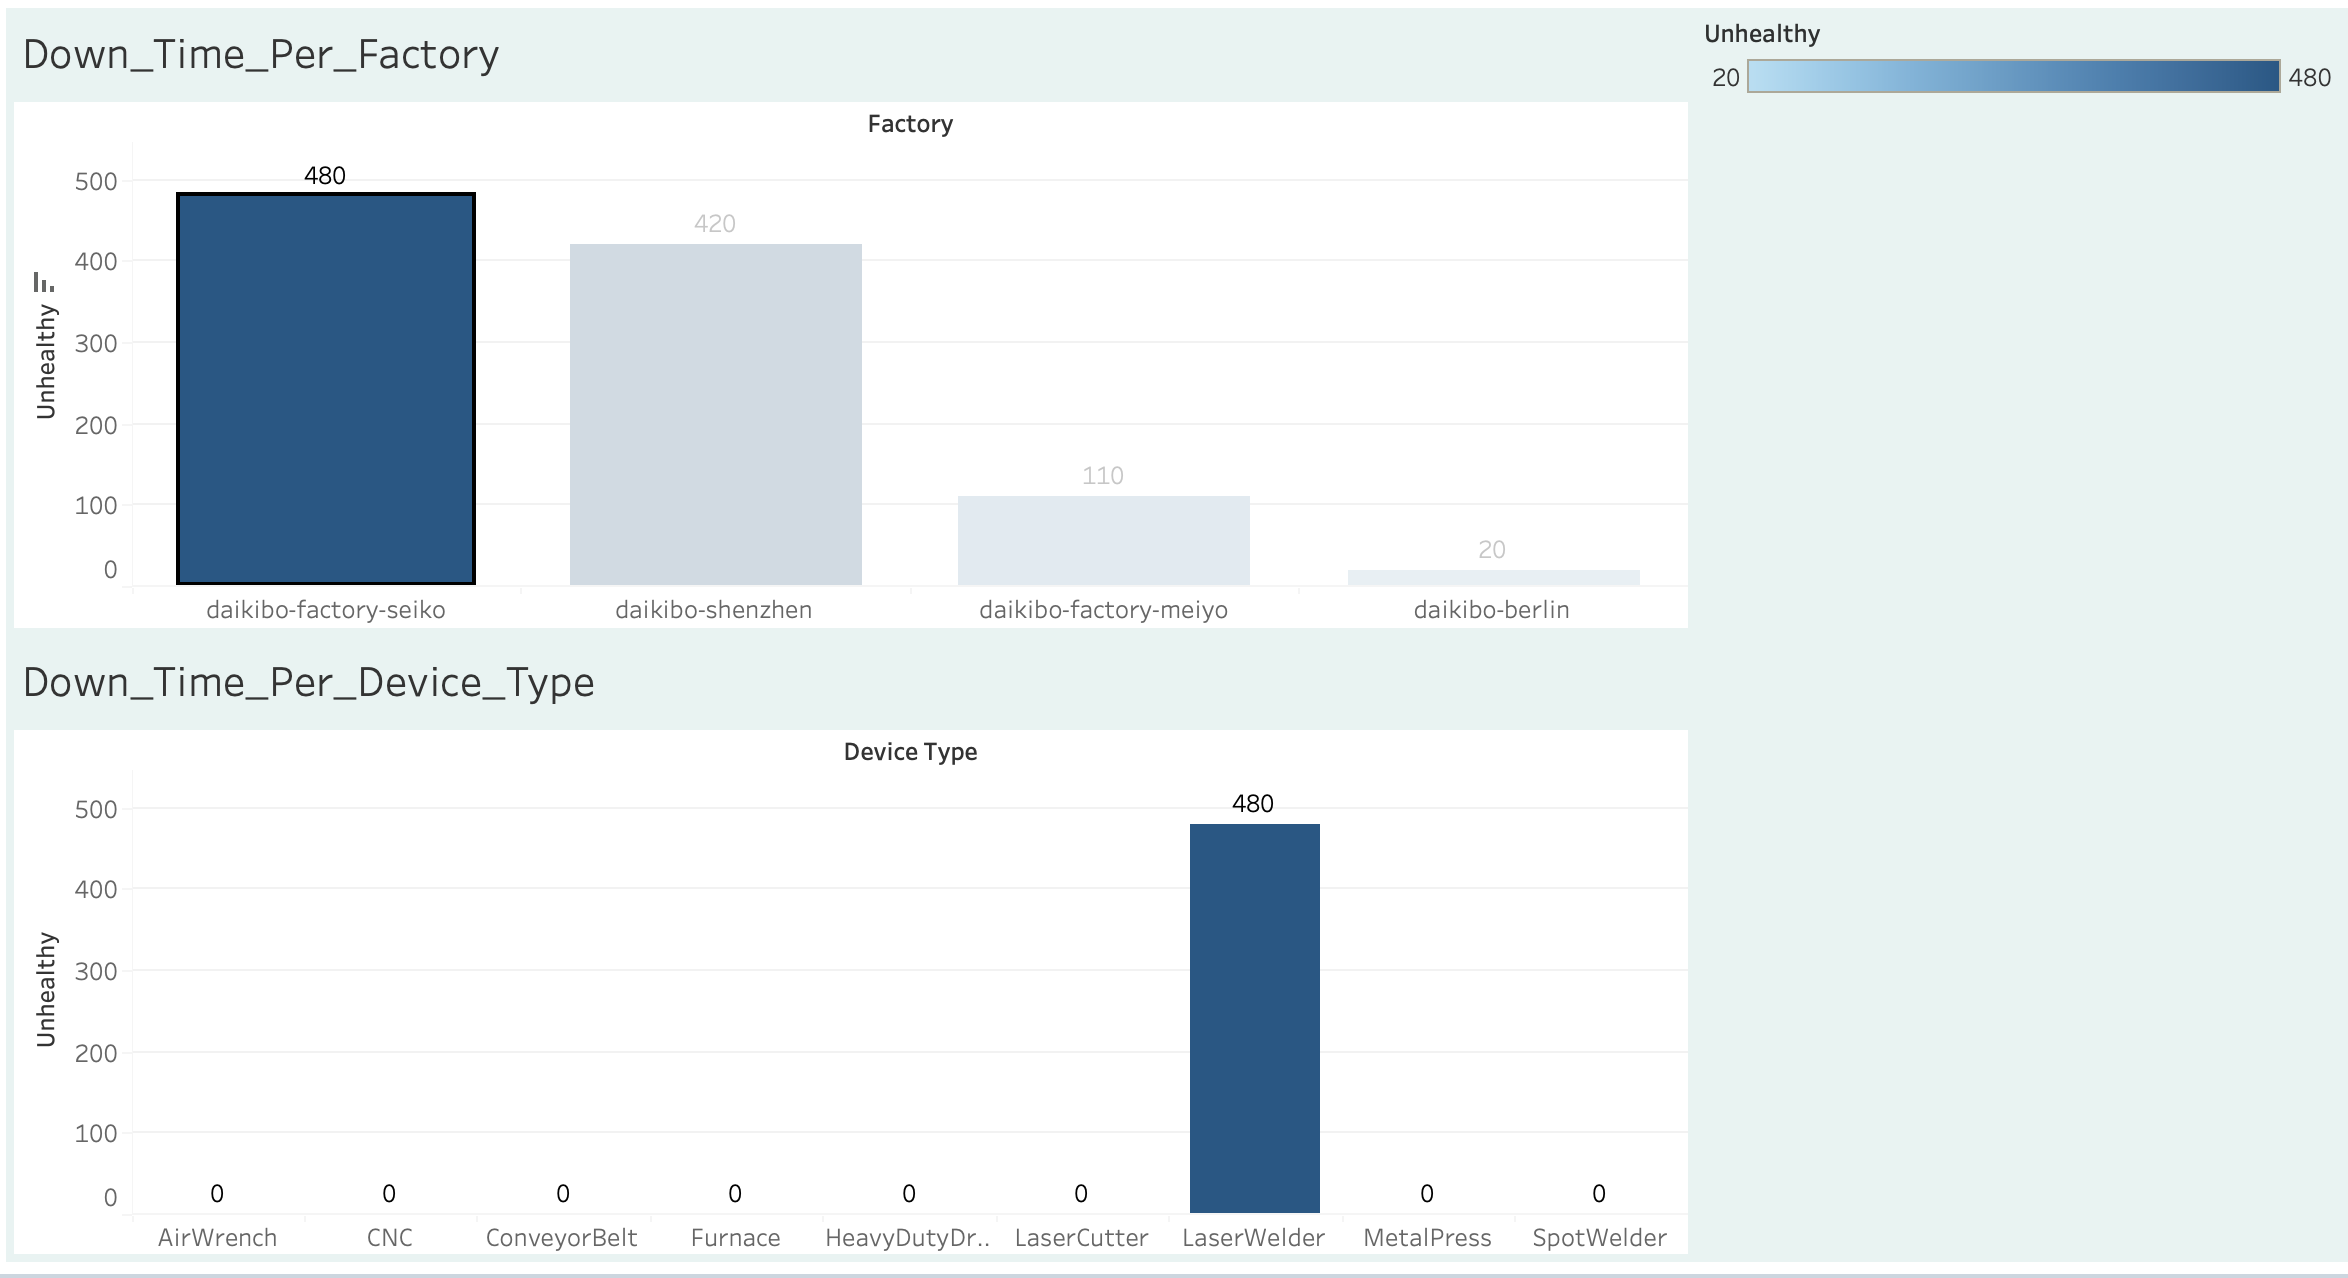 Down_Time_Per_Factory
Unhealthy
20 480
Factory
Unhealthy
500
400
300
200
100
0
480
420
110
20
daikibo-factory-seiko daikibo-shenzhen daikibo-factory-meiyo daikibo-berlin
Down_Time_Per_Device_Type
Device Type
Unhealthy
500
400
300
200
100
0
480
0 0 0 0 0 0 0 0
AirWrench CNC ConveyorBelt Furnace HeavyDutyDr.. LaserCutter LaserWelder MetalPress SpotWelder